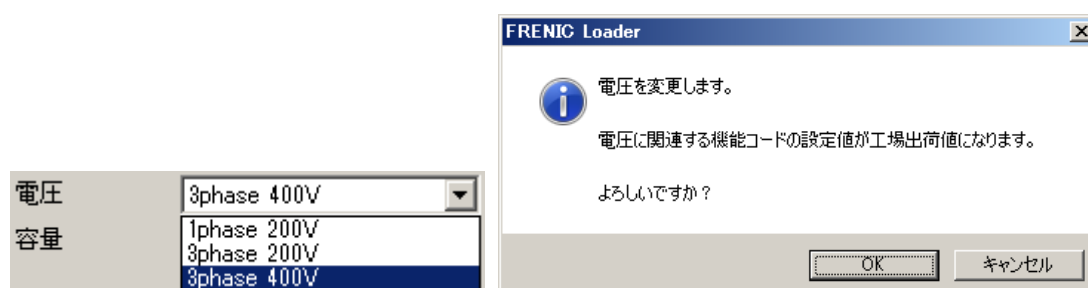 電圧
3phase 400V
容量
1phase 200V
3phase 200V
3phase 400V
FRENIC Loader
電圧を変更します。
電圧に関連する機能コードの設定値が工場出荷値になります。
よろしいですか？
OK
キャンセル